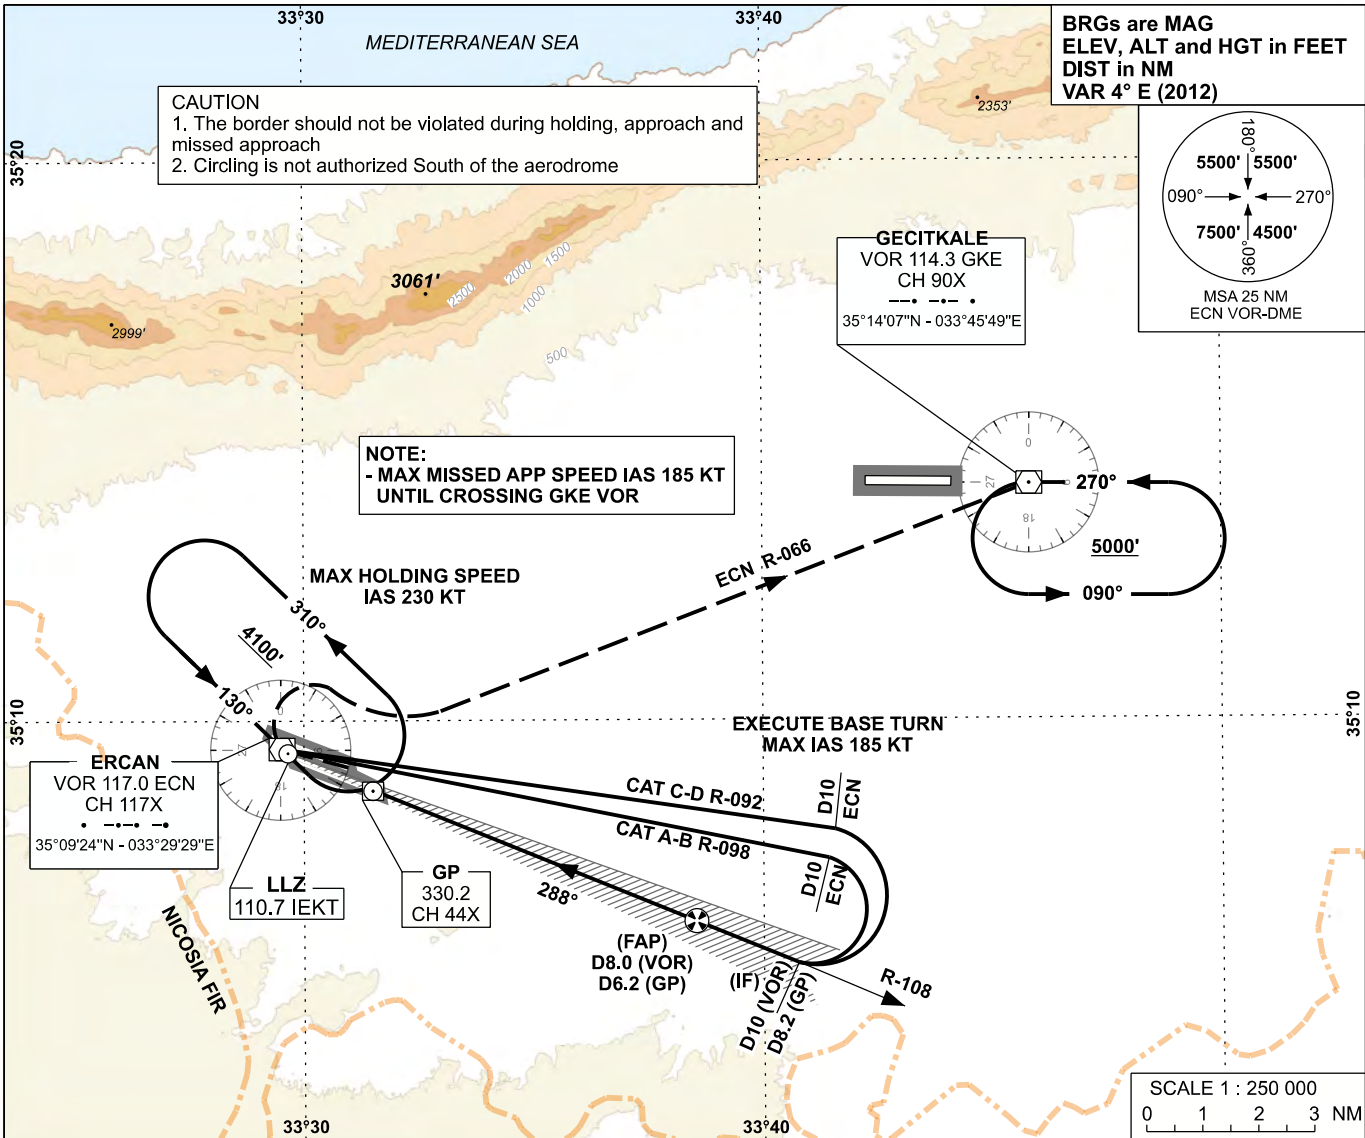 33°30
33°40
MEDITERRANEAN SEA
BRGs are MAG
ELEV, ALT and HGT in FEET
DIST in NM
VAR 4° E (2012)
CAUTION
1. The border should not be violated during holding, approach and
missed approach
2. Circling is not authorized South of the aerodrome
2353'
35°20
180°
5500' 5500'
090° 270°
7500' 4500'
360°
MSA 25 NM
ECN VOR-DME
GECITKALE
VOR 114.3 GKE
CH 90X
--• -•- •
35°14'07"N - 033°45'49"E
3061'
2999'
2500
2000
1500
1000
500
NOTE:
- MAX MISSED APP SPEED IAS 185 KT
UNTIL CROSSING GKE VOR
0
27
18
270°
5000'
090°
ECN R-066
MAX HOLDING SPEED
IAS 230 KT
310°
4100'
130°
0
27
18
35°10
35°10
EXECUTE BASE TURN
MAX IAS 185 KT
ERCAN
VOR 117.0 ECN
CH 117X
• -•-• -•
35°09'24"N - 033°29'29"E
CAT C-D R-092
D10
ECN
CAT A-B R-098
D10
ECN
LLZ
110.7 IEKT
GP
330.2
CH 44X
288°
(FAP)
D8.0 (VOR)
D6.2 (GP)
(IF)
D10 (VOR)
D8.2 (GP)
R-108
NICOSIA FIR
SCALE 1 : 250 000
0 1 2 3 NM
33°30
33°40